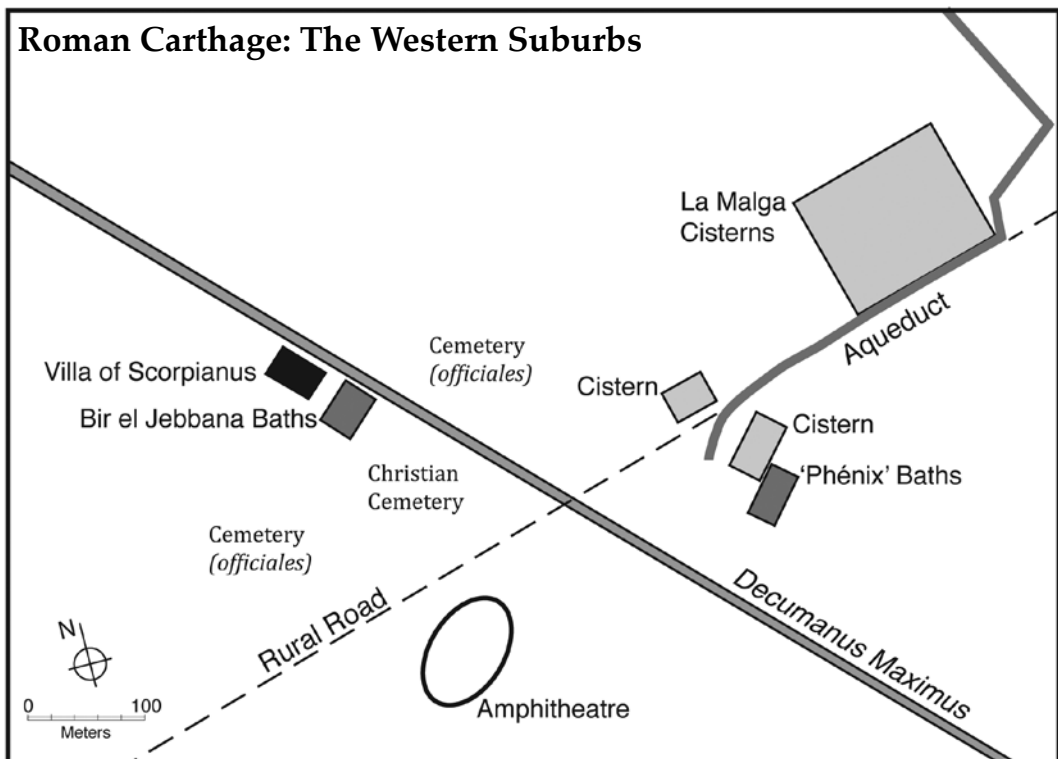 Roman Carthage: The Western Suburbs
La Malga
Cisterns
Aqueduct
Cemetery
(officiales)
Villa of Scorpianus
Bir el Jebbana Baths
Cistern
Cistern
'Phénix' Baths
Christian
Cemetery
Cemetery
(officiales)
Rural Road
Decumanus Maximus
Amphitheatre
N
0 100
Meters